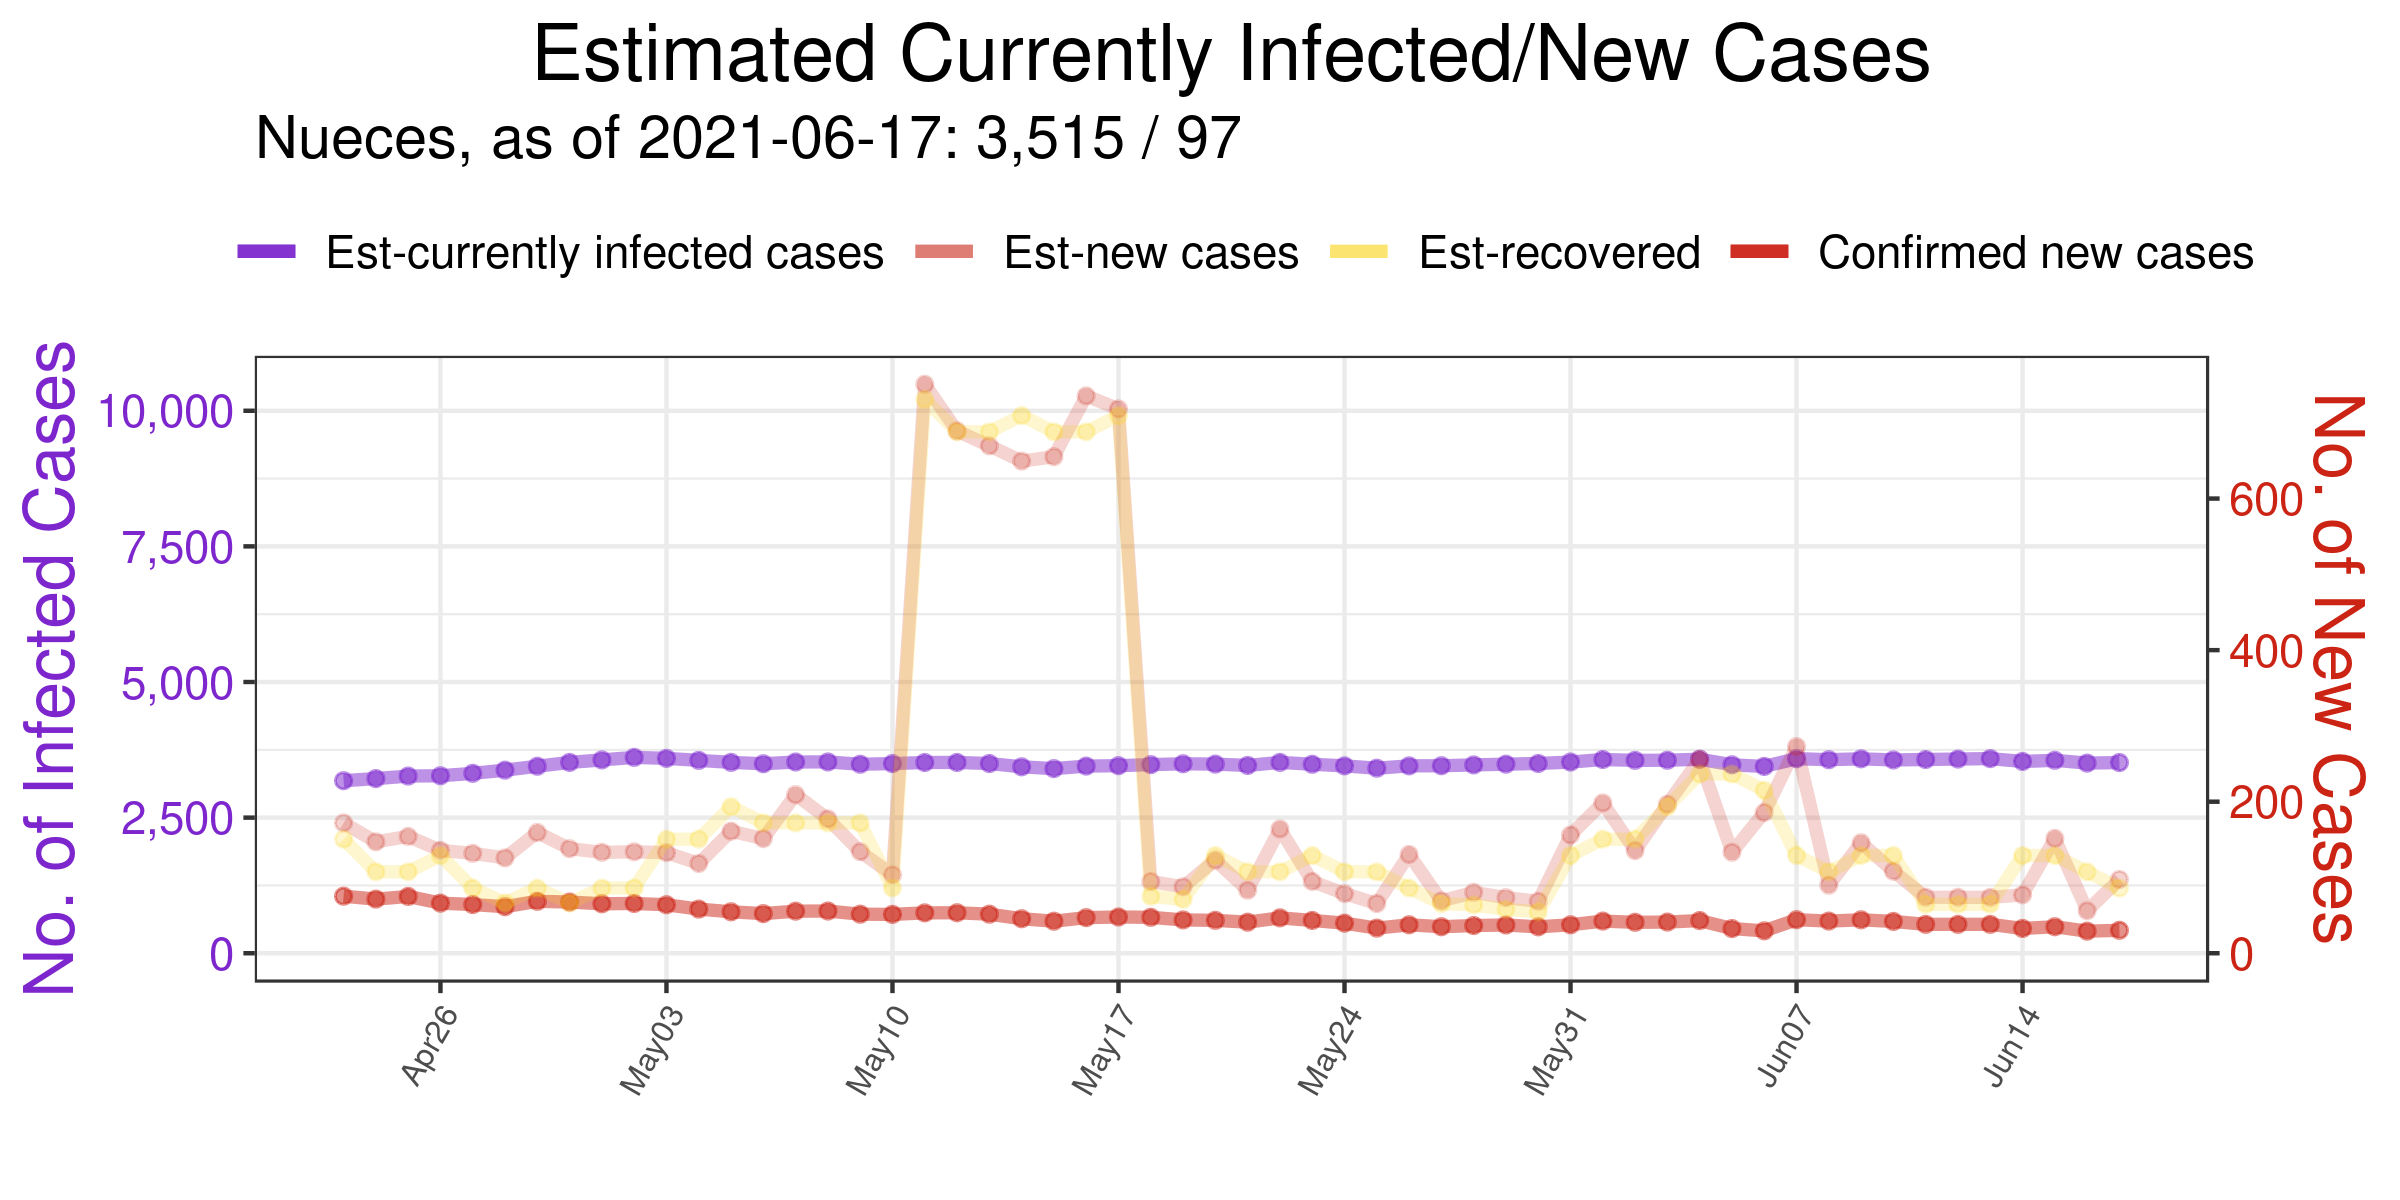 Estimated Currently Infected/New Cases
Nueces, as of 2021-06-17: 3,515 / 97
Est-currently infected cases Est-new cases Est-recovered Confirmed new cases
No. of Infected Cases
10,000
7,500
5,000
2,500
0
600
400
200
0
No. of New Cases
Apr26 May03 May10 May17 May24 May31 Jun07 Jun14